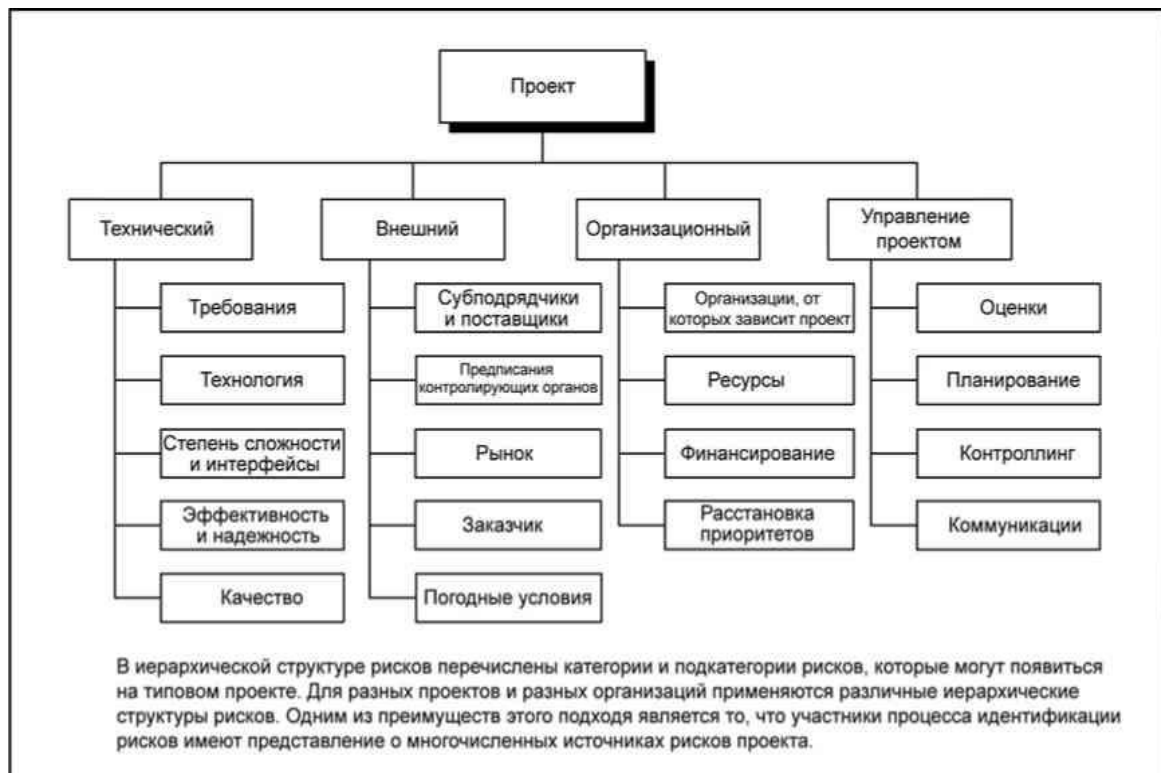 Проект
Технический
Внешний
Организационный
Управление
проектом
Требования
Технология
Степень сложности
и интерфейсы
Эффективность
и надежность
Качество
Субподрядчики
и поставщики
Предписания
контролирующих органов
Рынок
Заказчик
Погодные условия
Организации, от
которых зависит проект
Ресурсы
Финансирование
Расстановка
приоритетов
Оценки
Планирование
Контроллинг
Коммуникации
В иерархической структуре рисков перечислены категории и подкатегории рисков, которые могут появиться
на типовом проекте. Для разных проектов и разных организаций применяются различные иерархические
структуры рисков. Одним из преимуществ этого подходя является то, что участники процесса идентификации
рисков имеют представление о многочисленных источниках рисков проекта.